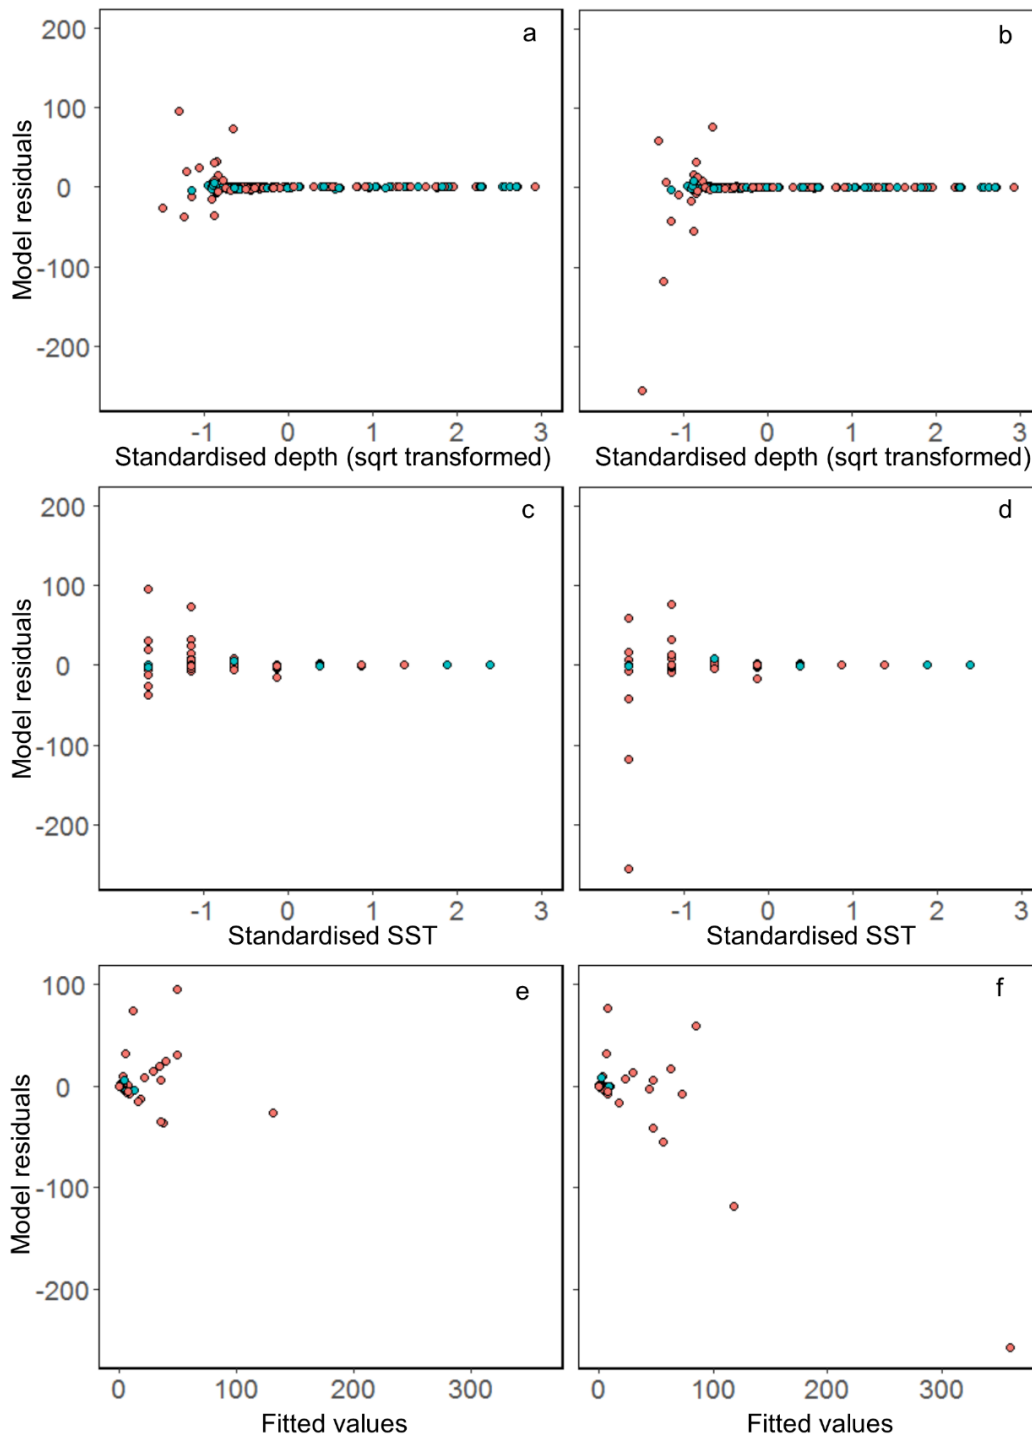 200
a
b
100
Model residuals
0
-100
-200
-1 0 1 2 3
-1 0 1 2 3
Standardised depth (sqrt transformed)
Standardised depth (sqrt transformed)
200
c
d
100
Model residuals
0
-100
-200
-1 0 1 2 3
-1 0 1 2 3
Standardised SST
Standardised SST
100
e
f
0
Model residuals
-100
-200
0 100 200 300
0 100 200 300
Fitted values
Fitted values